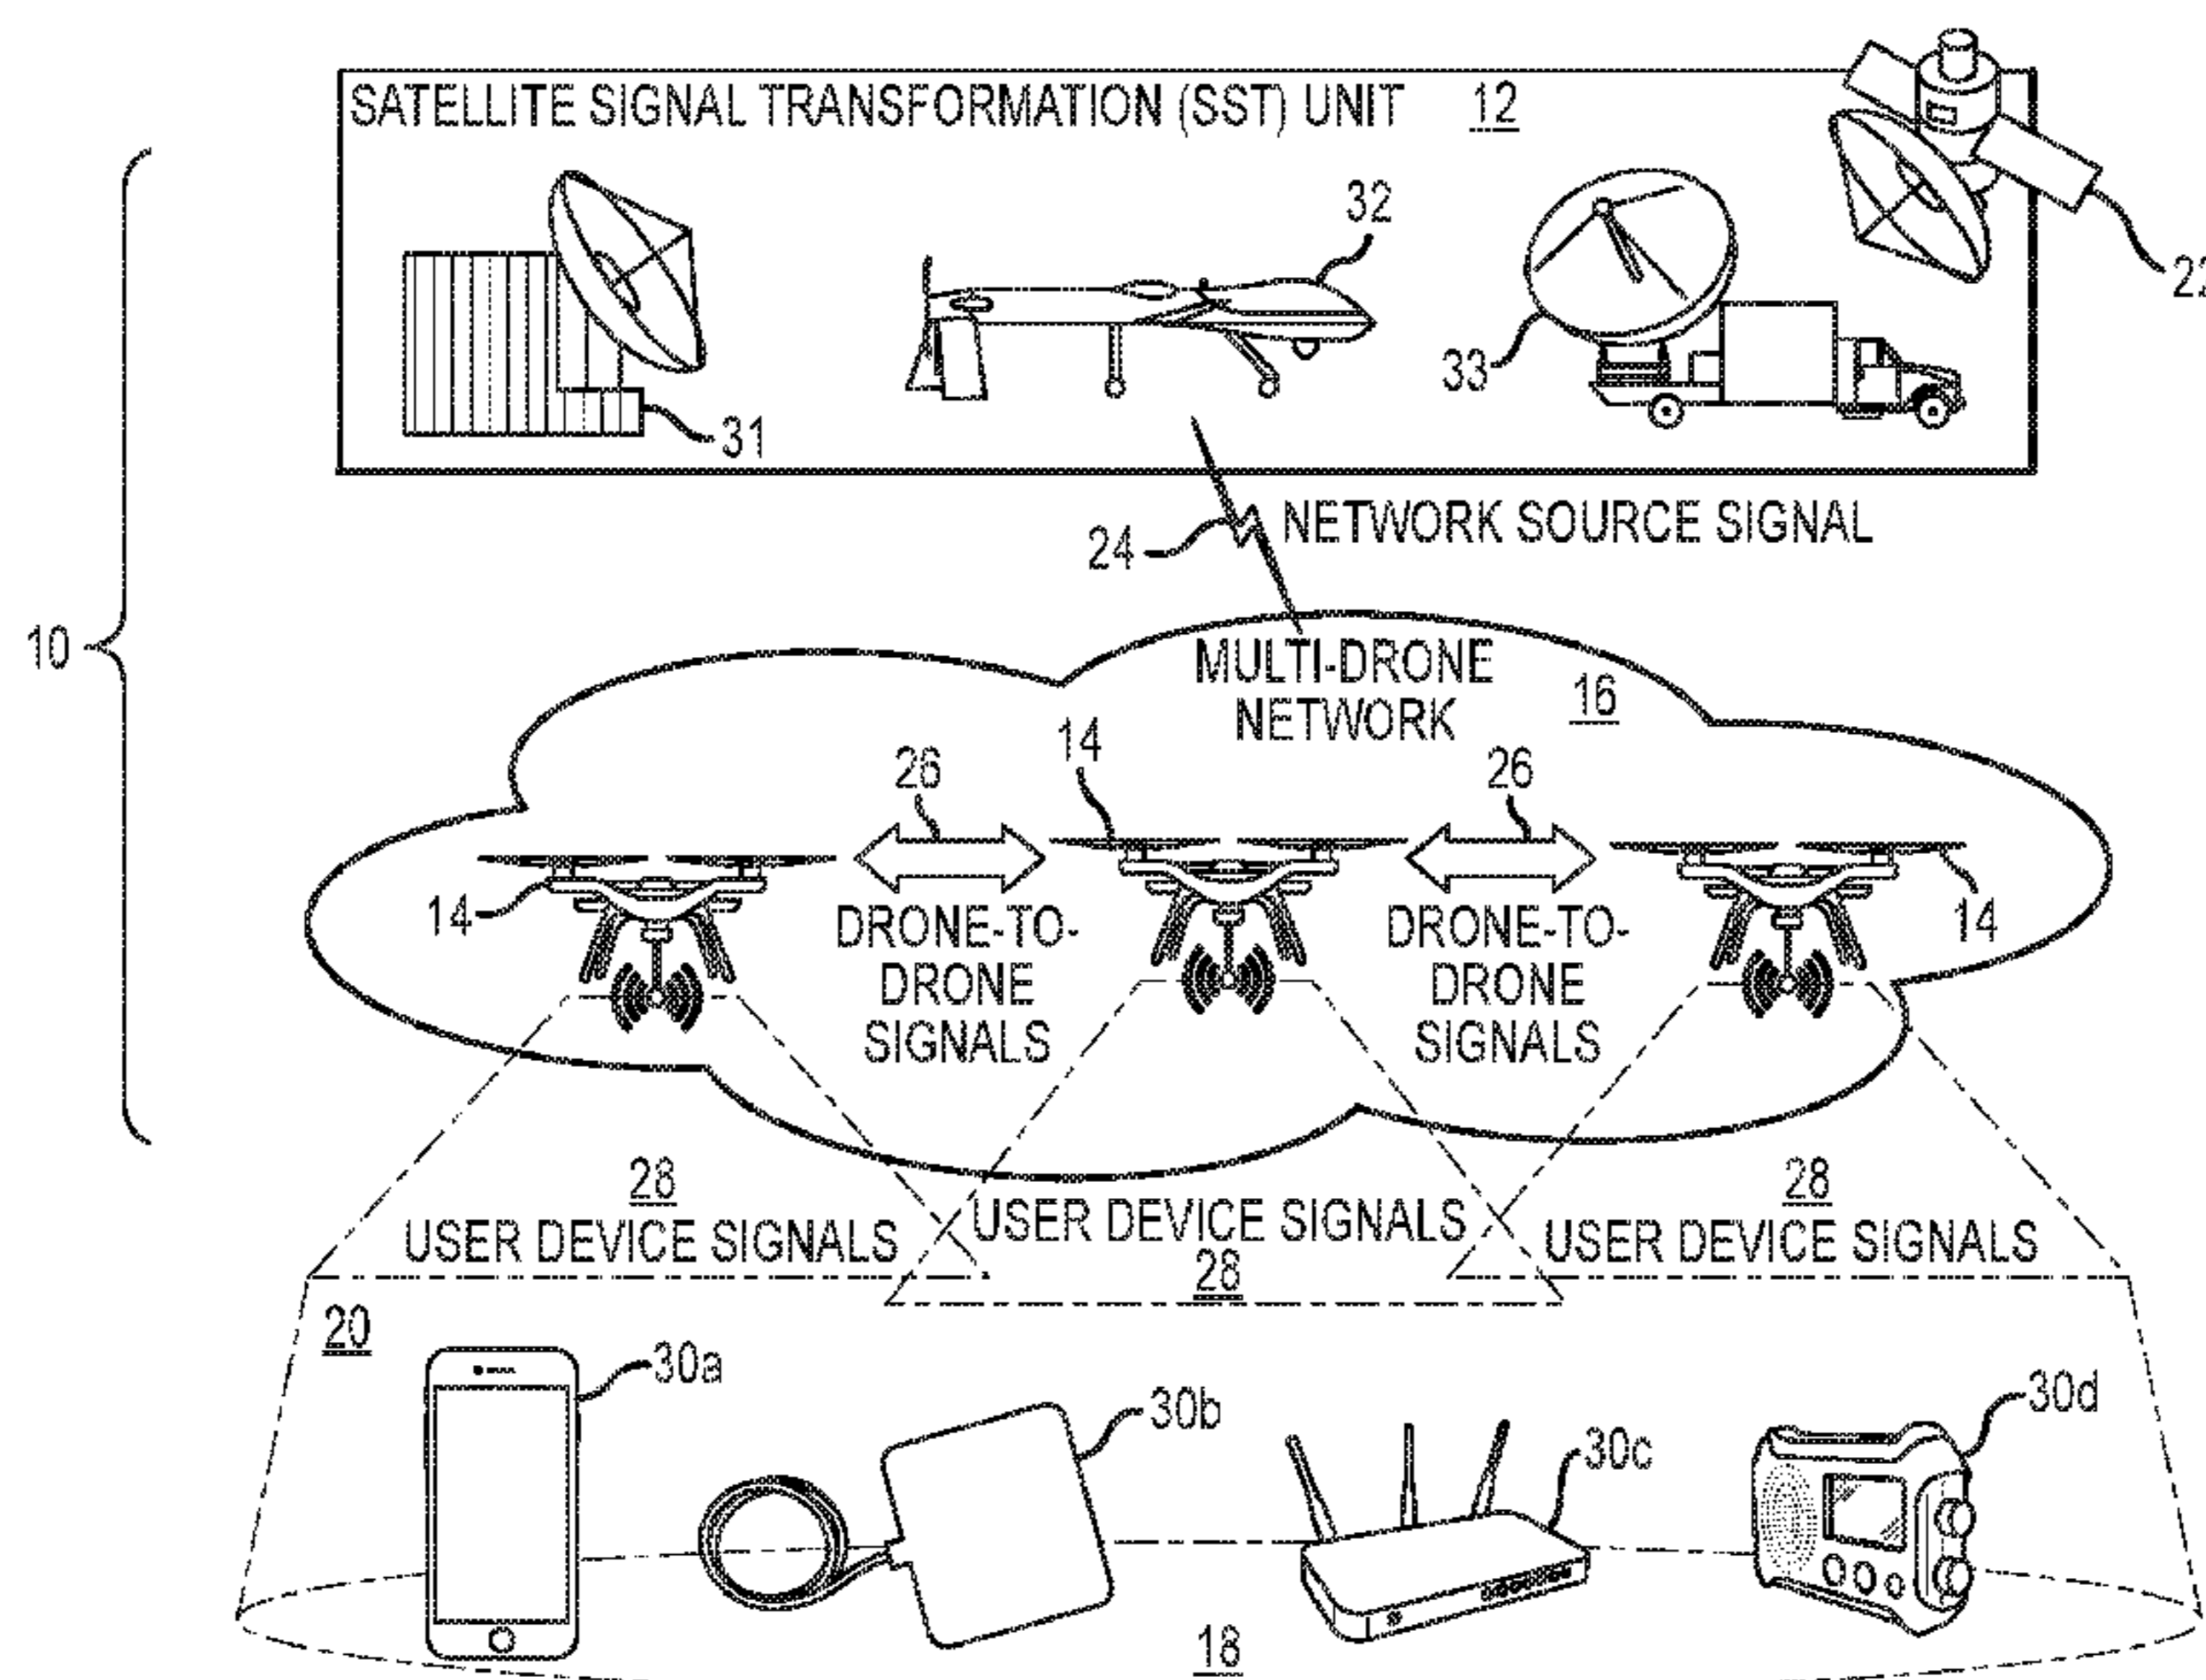 SATELLITE SIGNAL TRANSFORMATION (SST) UNIT 12
32
22
33
31
NETWORK SOURCE SIGNAL
24
10
MULTI-DRONE
NETWORK
16
14
26
26
14
14
DRONE-TO-
DRONE
SIGNALS
DRONE-TO-
DRONE
SIGNALS
28
USER DEVICE SIGNALS
USER DEVICE SIGNALS
28
28
USER DEVICE SIGNALS
20
30a
30b
30c
30d
18